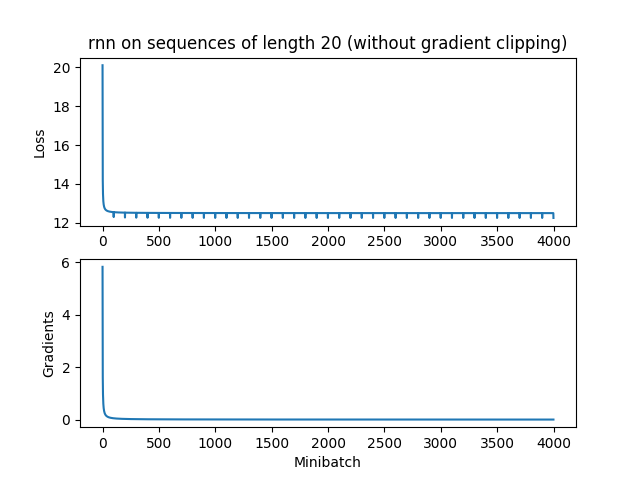 rnn on sequences of length 20 (without gradient clipping)
20
18
16
14
12
Loss
0 500 1000 1500 2000 2500 3000 3500 4000
6
4
2
0
Gradients
0 500 1000 1500 2000 2500 3000 3500 4000
Minibatch